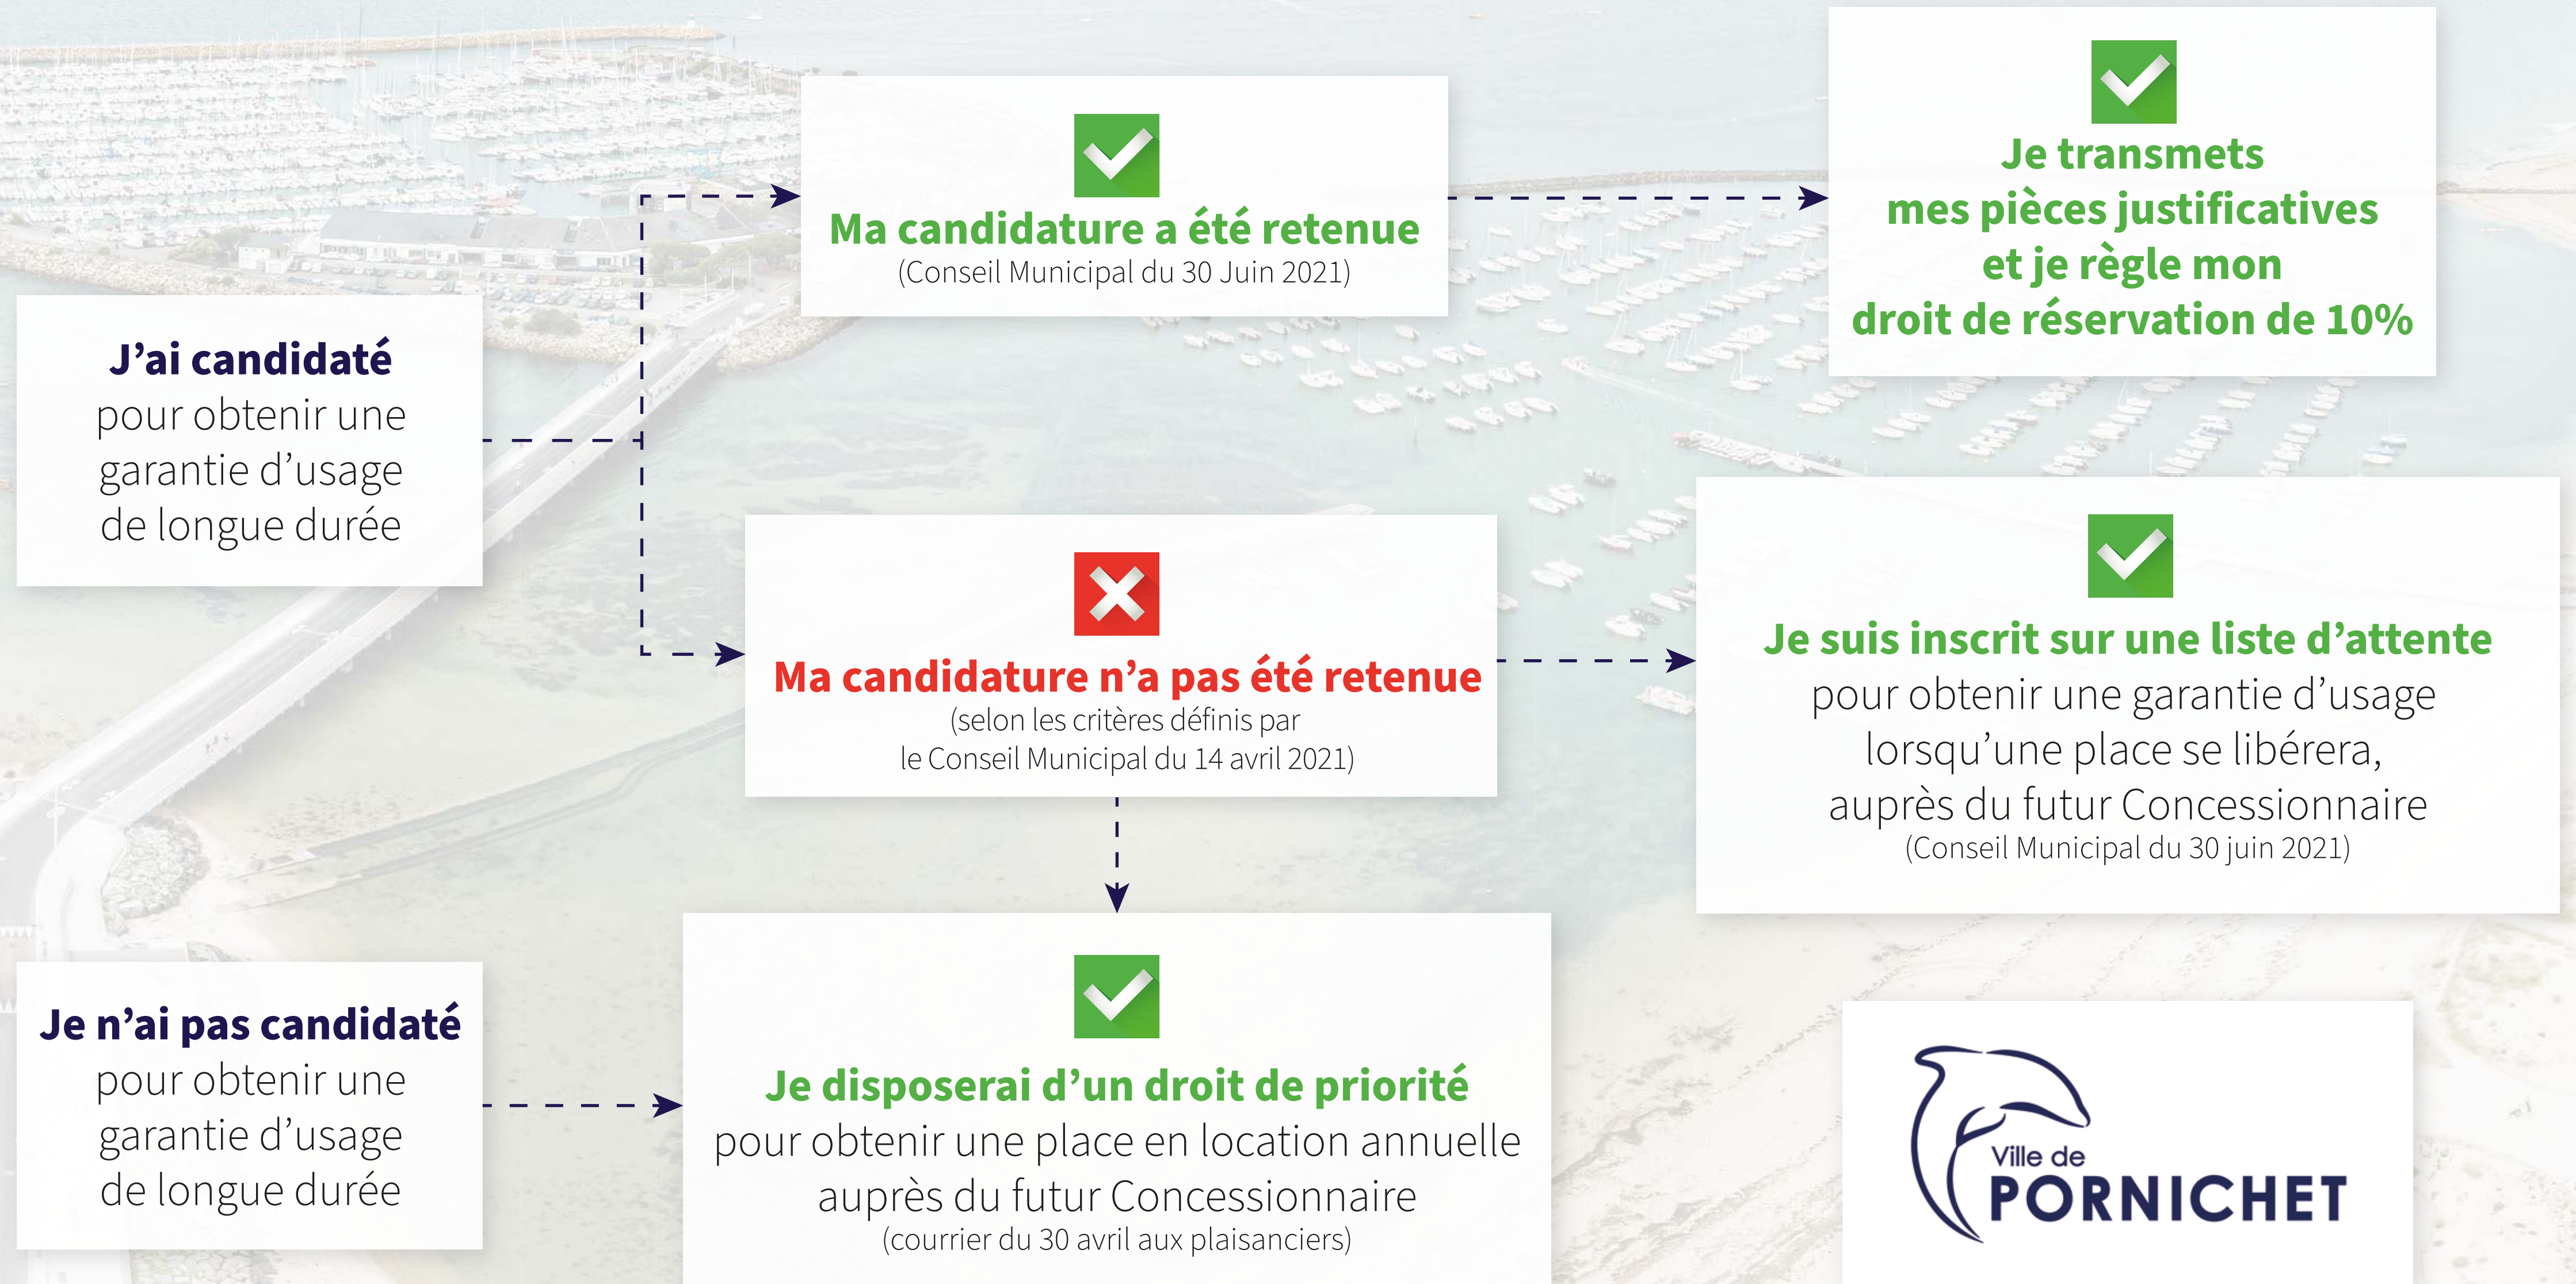 J’ai candidaté
pour obtenir une
garantie d’usage
de longue durée
Ma candidature a été retenue
(Conseil Municipal du 30 Juin 2021)
Je transmets
mes pièces justificatives
et je règle mon
droit de réservation de 10%
Ma candidature n’a pas été retenue
(selon les critères définis par
le Conseil Municipal du 14 avril 2021)
Je suis inscrit sur une liste d’attente
pour obtenir une garantie d’usage
lorsqu’une place se libérera,
auprès du futur Concessionnaire
(Conseil Municipal du 30 juin 2021)
Je n’ai pas candidaté
pour obtenir une
garantie d’usage
de longue durée
Je disposerai d’un droit de priorité
pour obtenir une place en location annuelle
auprès du futur Concessionnaire
(courrier du 30 avril aux plaisanciers)
Ville de
PORNICHET